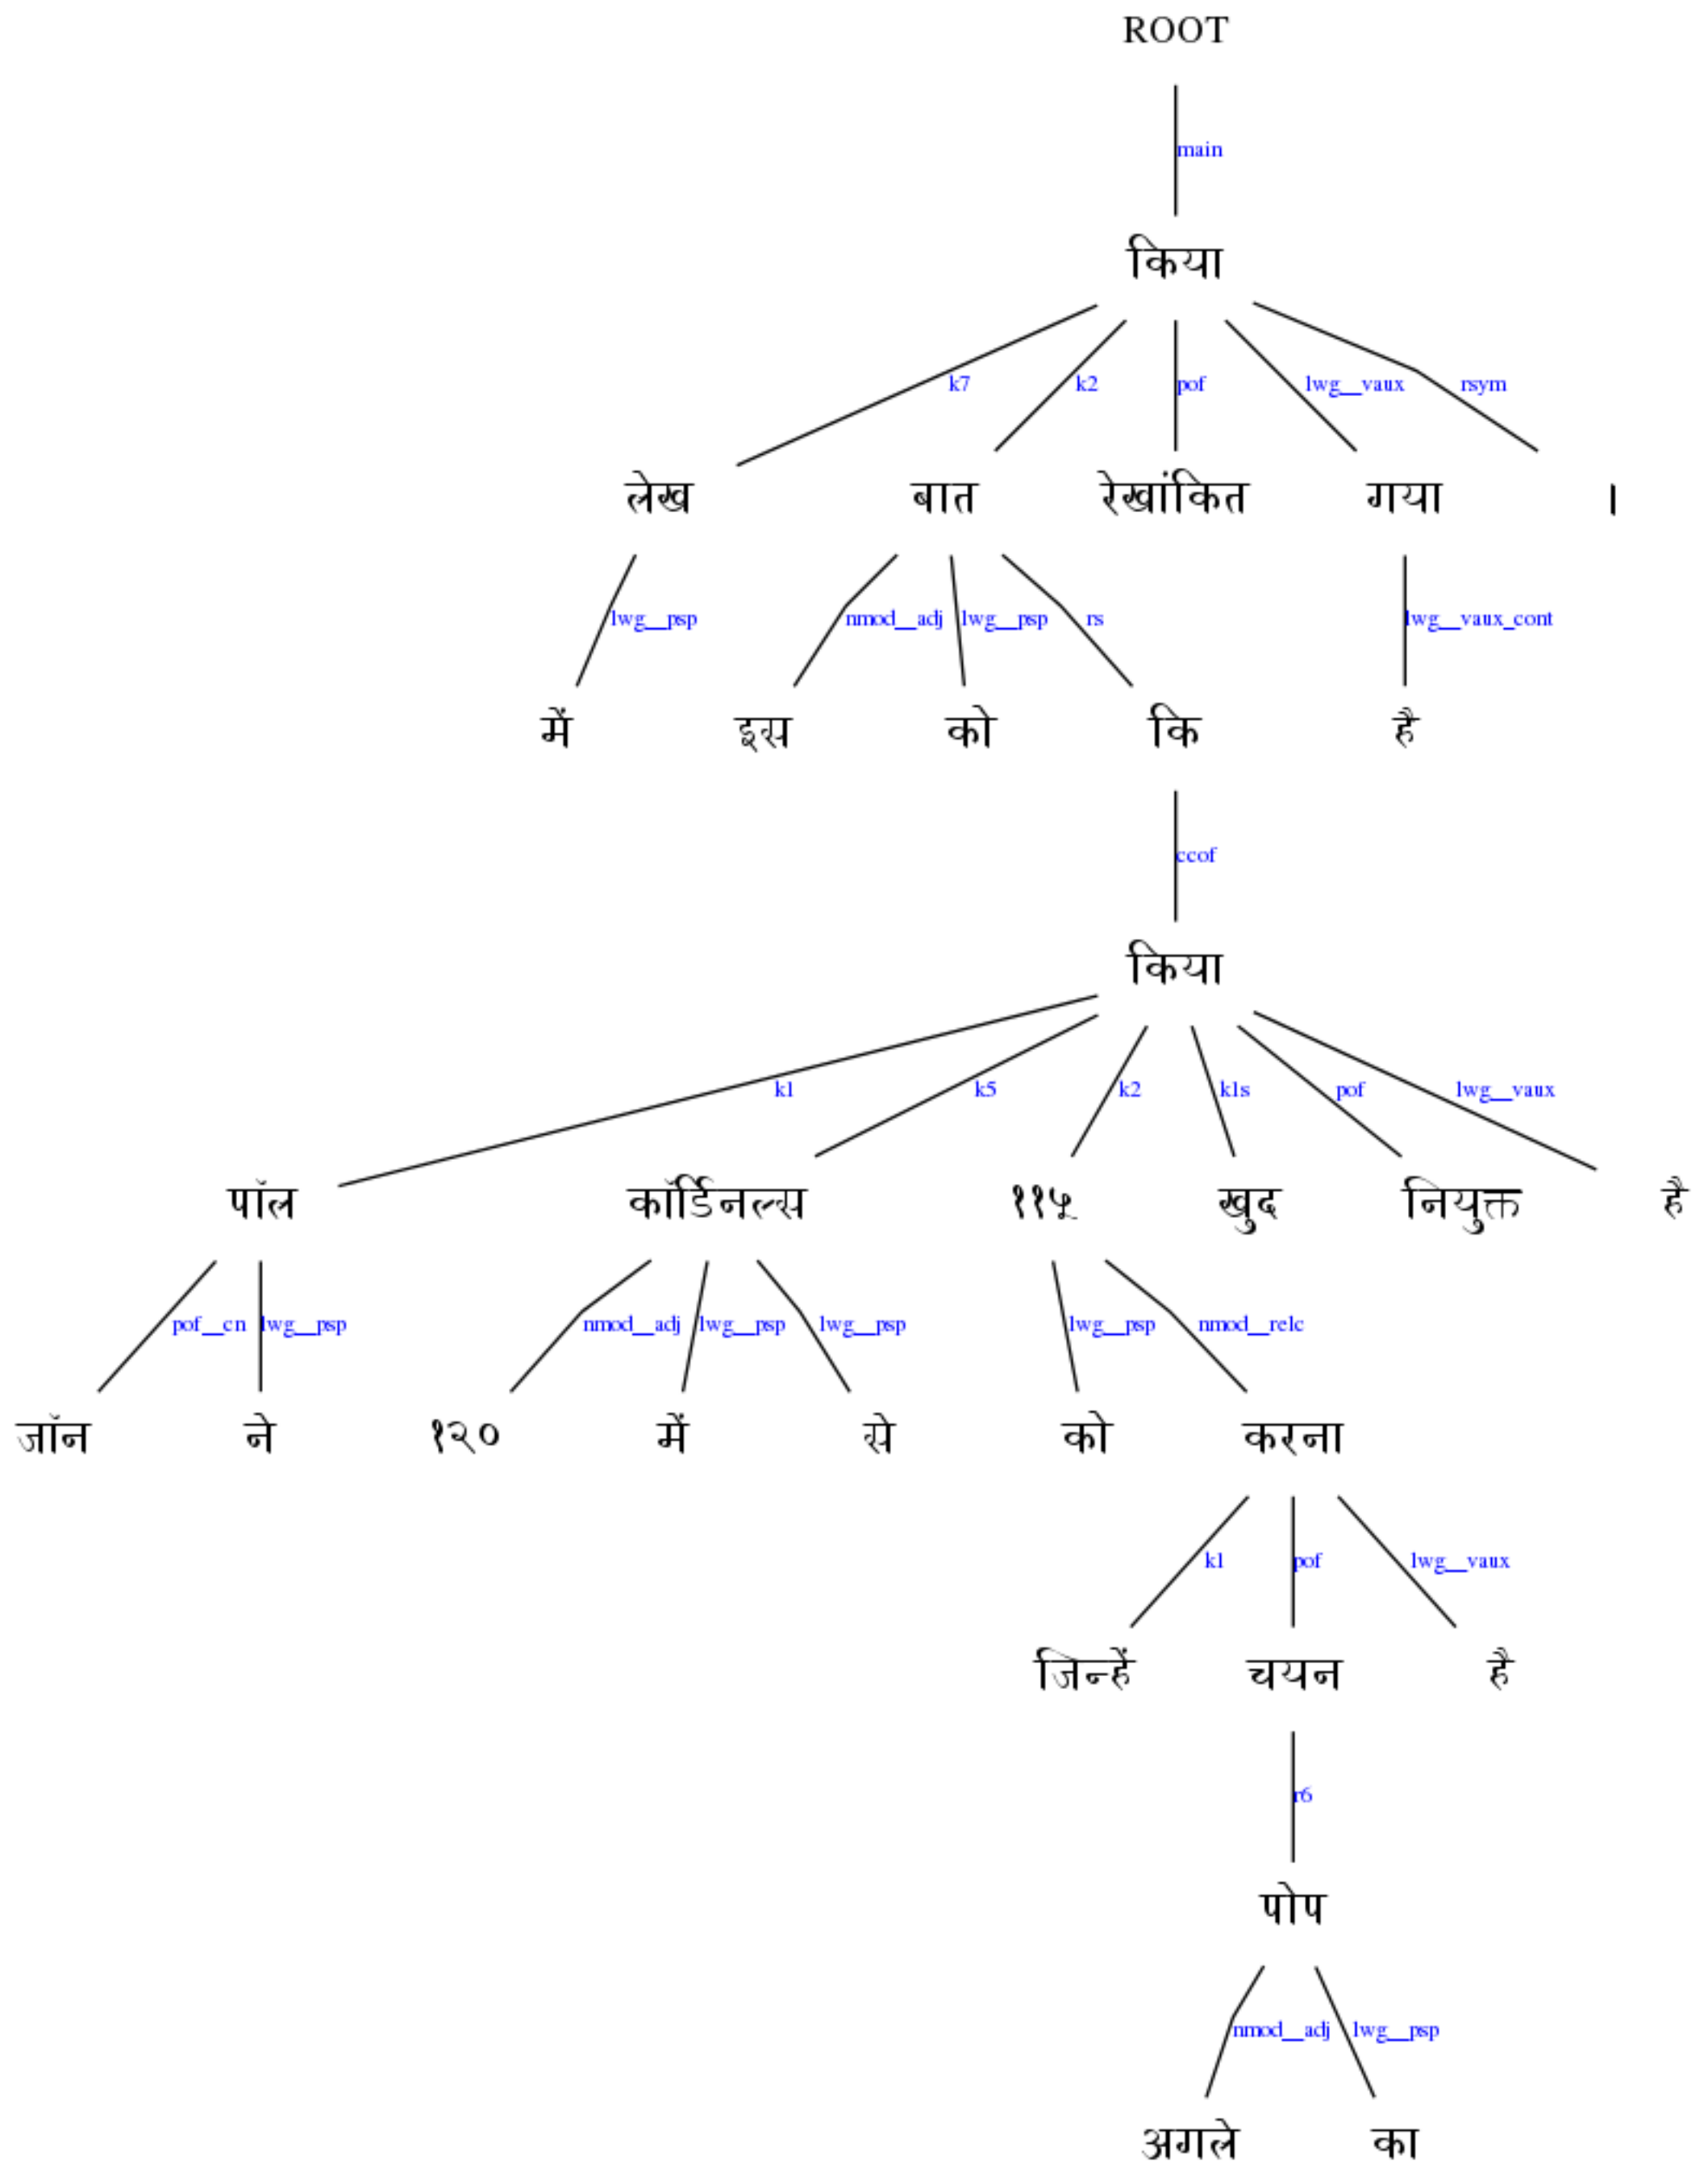 ROOT
main
किया
k7 k2 pof lwg__vaux rsym
लेख बात रेखांकित गया ।
lwg__psp nmod__adj lwg__psp rs lwg__vaux_cont
में इस को कि है
ccof
किया
k1 k5 k2 k1s pof lwg__vaux
पॉल कॉर्डिनल्स ११५ खुद नियुक्त है
pof__cn lwg__psp nmod__adj lwg__psp lwg__psp lwg__psp nmod__relc
जॉन ने १२० में से को करना
k1 pof lwg__vaux
जिन्हें चयन है
r6
पोप
nmod__adj lwg__psp
अगले का